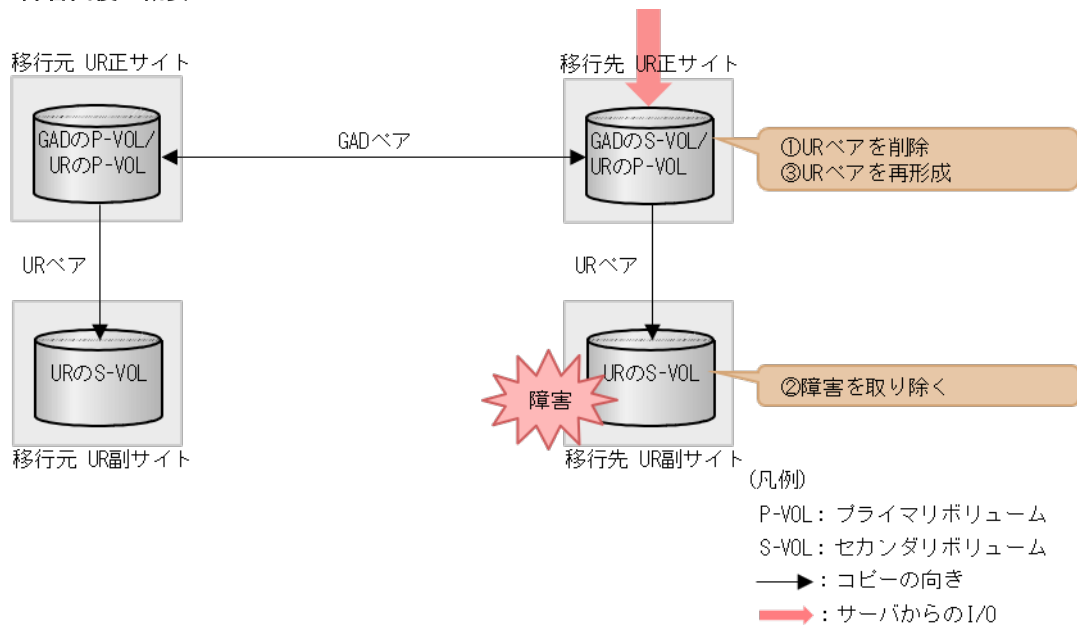 移行元 UR正サイト
移行先 UR正サイト
GADのP-VOL/
URのP-VOL
GADペア
GADのS-VOL/
URのP-VOL
①URペアを削除
③URペアを再形成
URペア
URペア
URのS-VOL
障害
URのS-VOL
②障害を取り除く
移行元 UR副サイト
移行先 UR副サイト
(凡例)
P-VOL: プライマリボリューム
S-VOL: セカンダリボリューム
: コピーの向き
: サーバからのI/O